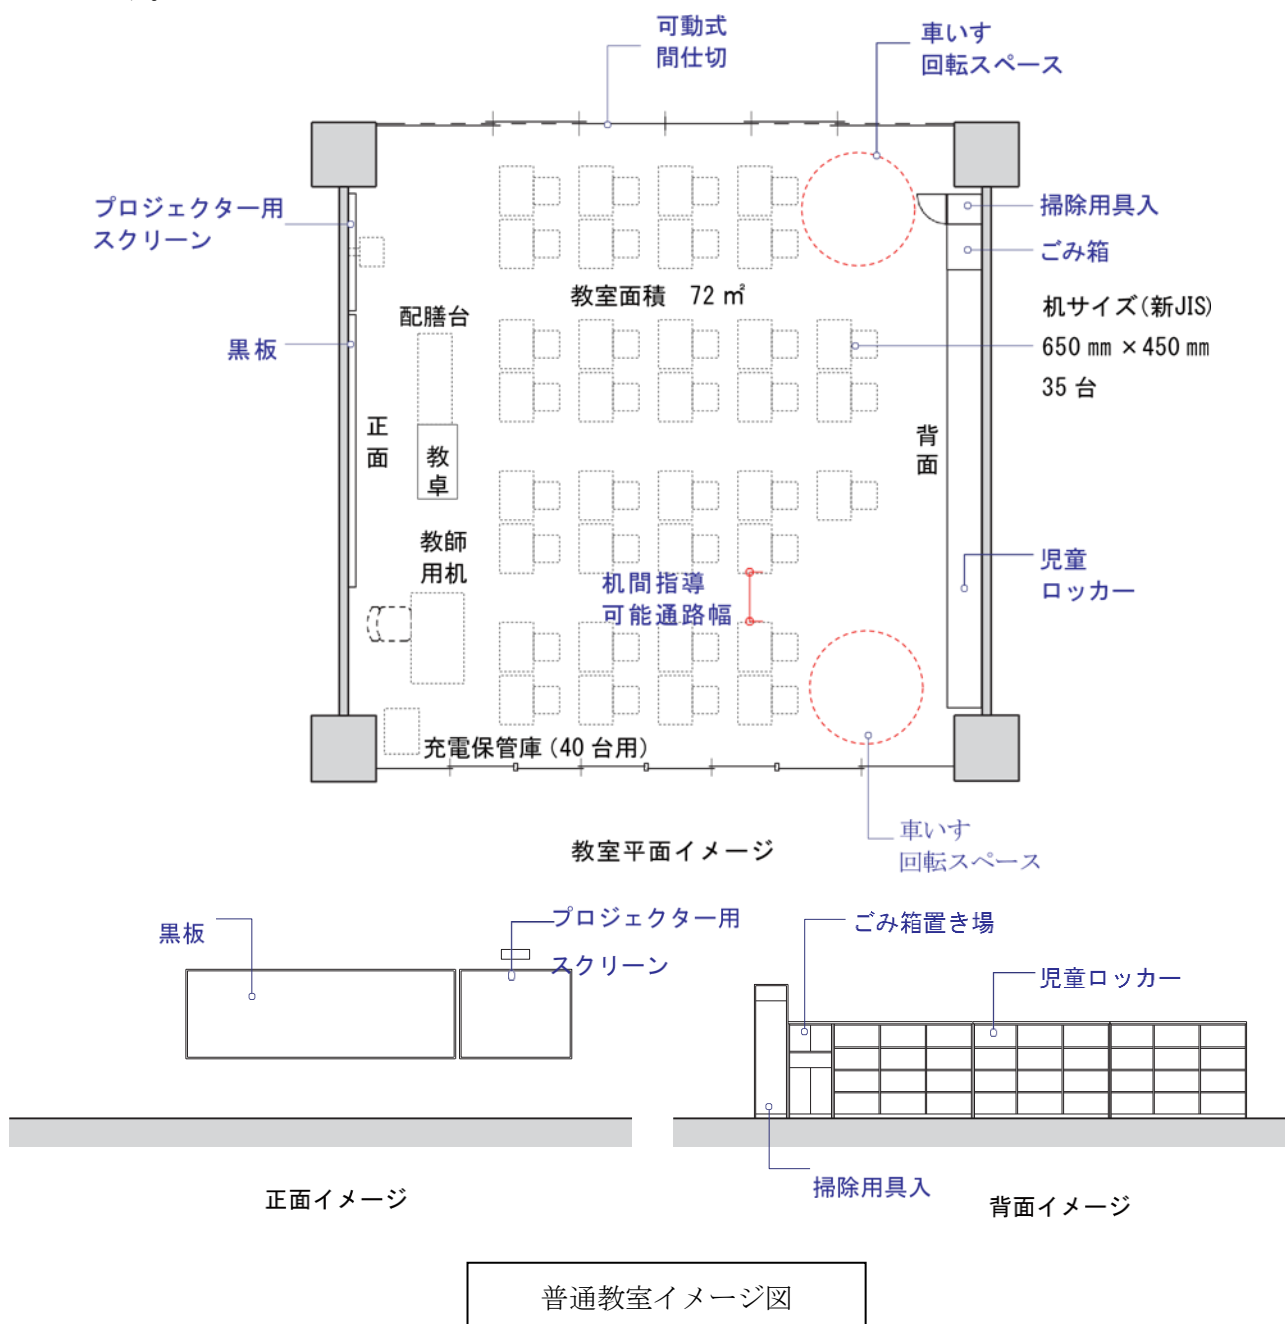 可動式
間仕切
車いす
回転スペース
プロジェクター用
スクリーン
掃除用具入
ごみ箱
教室面積 72 ㎡
机サイズ(新JIS)
650 ㎜ × 450 ㎜
35 台
配膳台
黒板
正面
背面
教卓
教師
用机
机間指導
可能通路幅
児童
ロッカー
充電保管庫(40 台用)
車いす
回転スペース
教室平面イメージ
黒板
プロジェクター用
スクリーン
ごみ箱置き場
児童ロッカー
掃除用具入
正面イメージ
背面イメージ
普通教室イメージ図